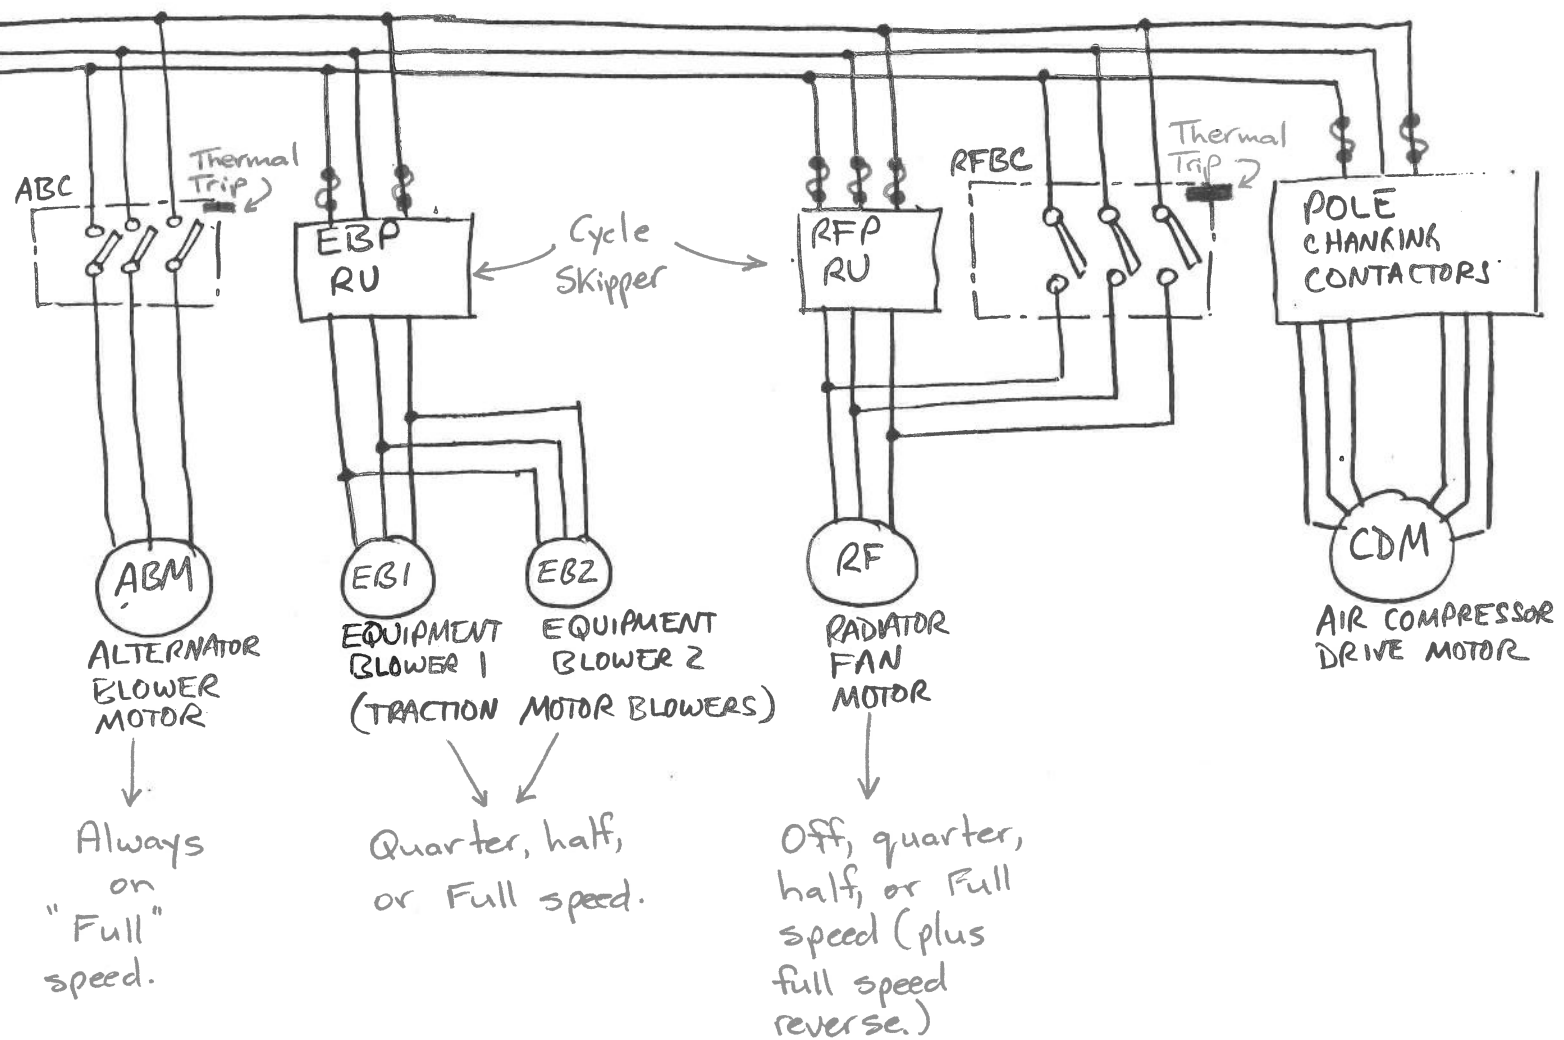 ABC
Thermal
Trip
EBP
RU
Cycle
Skipper
RFP
RU
RFBC
Thermal
Trip
POLE
CHANKING
CONTACTORS
ABM
ALTERNATOR
BLOWER
MOTOR
EB1
EQUIPMENT
BLOWER 1
EB2
EQUIPMENT
BLOWER 2
(TRACTION MOTOR BLOWERS)
RF
RADIATOR
FAN
MOTOR
CDM
AIR COMPRESSOR
DRIVE MOTOR
Always
on
"Full"
speed.
Quarter, half,
or Full speed.
Off, quarter,
half, or Full
speed (plus
full speed
reverse.)